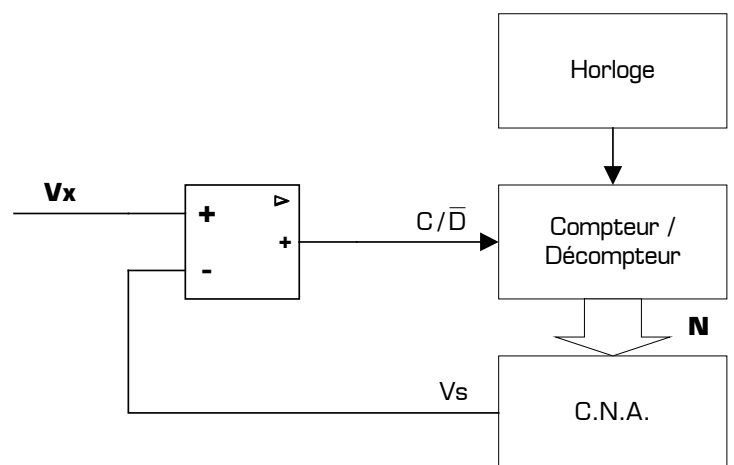 Horloge
Vx
+
+
-
C/D̅
Compteur /
Décompteur
N
Vs
C.N.A.